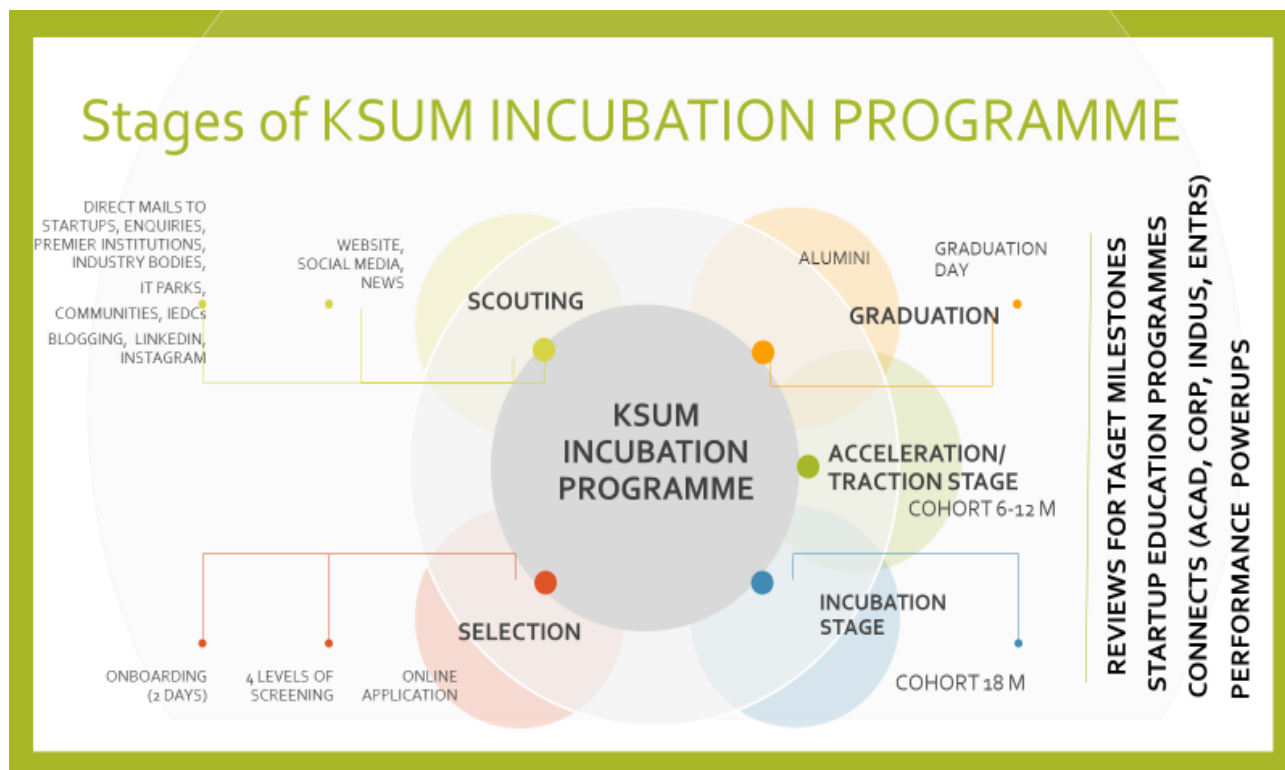 Stages of KSUM INCUBATION PROGRAMME
DIRECT MAILS TO
STARTUPS, ENQUIRIES,
PREMIER INSTITUTIONS,
INDUSTRY BODIES,
IT PARKS,
COMMUNITIES, IEDCs
BLOGGING, LINKEDIN,
INSTAGRAM
WEBSITE,
SOCIAL MEDIA,
NEWS
SCOUTING
ALUMINI
GRADUATION
DAY
GRADUATION
KSUM
INCUBATION
PROGRAMME
ACCELERATION/
TRACTION STAGE
COHORT 6-12 M
INCUBATION
STAGE
COHORT 18 M
SELECTION
ONBOARDING
(2 DAYS)
4 LEVELS OF
SCREENING
ONLINE
APPLICATION
REVIEWS FOR TAGET MILESTONES
STARTUP EDUCATION PROGRAMMES
CONNECTS (ACAD, CORP, INDUS, ENTRS)
PERFORMANCE POWERUPS